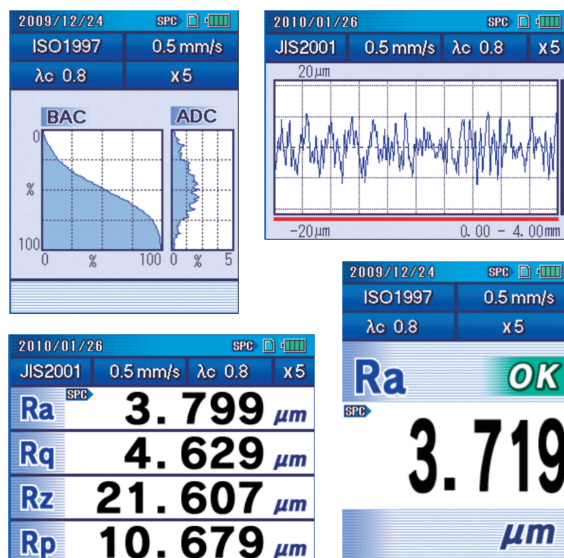 2009/12/24 SPC
ISO1997 0.5 mm/s
λc 0.8 x5
BAC ADC
0
%
100
0 % 100 0 % 5
2010/01/26 SPC
JIS2001 0.5 mm/s λc 0.8 x5
20μm
-20μm 0.00 - 4.00mm
2010/01/26 SPC
JIS2001 0.5 mm/s λc 0.8 x5
Ra SPC 3.799 μm
Rq 4.629 μm
Rz 21.607 μm
Rp 10.679 μm
2009/12/24 SPC
ISO1997 0.5 mm/s
λc 0.8 x5
Ra OK
SPC
3.719
μm